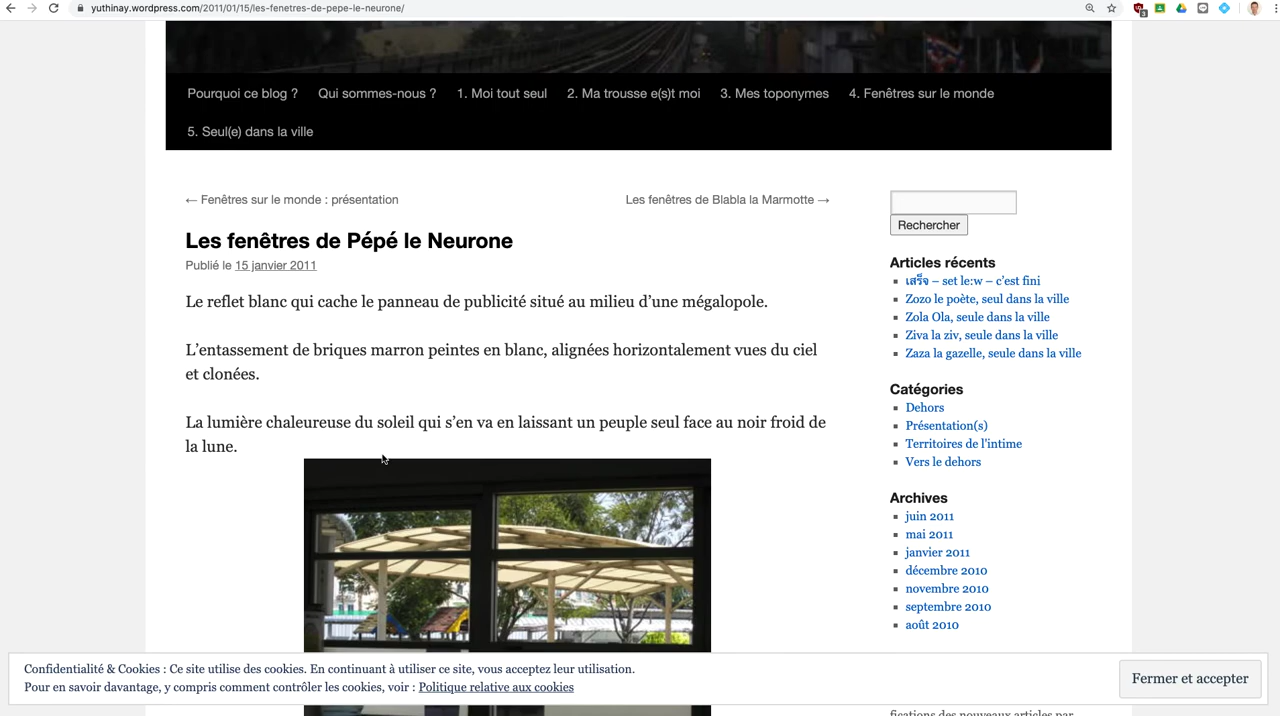 yuthinay.wordpress.com/2011/01/15/les-fenetres-de-pepe-le-neurone/
3
Pourquoi ce blog ?
Qui sommes-nous ?
1. Moi tout seul
2. Ma trousse e(s)t moi
3. Mes toponymes
4. Fenêtres sur le monde
5. Seul(e) dans la ville
← Fenêtres sur le monde : présentation
Les fenêtres de Blabla la Marmotte →
Les fenêtres de Pépé le Neurone
Publié le 15 janvier 2011
Le reflet blanc qui cache le panneau de publicité situé au milieu d’une mégalopole.
L’entassement de briques marron peintes en blanc, alignées horizontalement vues du ciel
et clonées.
La lumière chaleureuse du soleil qui s’en va en laissant un peuple seul face au noir froid de
la lune.
Rechercher
Articles récents
เสร็จ – set le:w – c’est fini
Zozo le poète, seul dans la ville
Zola Ola, seule dans la ville
Ziva la ziv, seule dans la ville
Zaza la gazelle, seule dans la ville
Catégories
Dehors
Présentation(s)
Territoires de l'intime
Vers le dehors
Archives
juin 2011
mai 2011
janvier 2011
décembre 2010
novembre 2010
septembre 2010
août 2010
Confidentialité & Cookies : Ce site utilise des cookies. En continuant à utiliser ce site, vous acceptez leur utilisation.
Pour en savoir davantage, y compris comment contrôler les cookies, voir : Politique relative aux cookies
Fermer et accepter
fications des nouveaux articles par